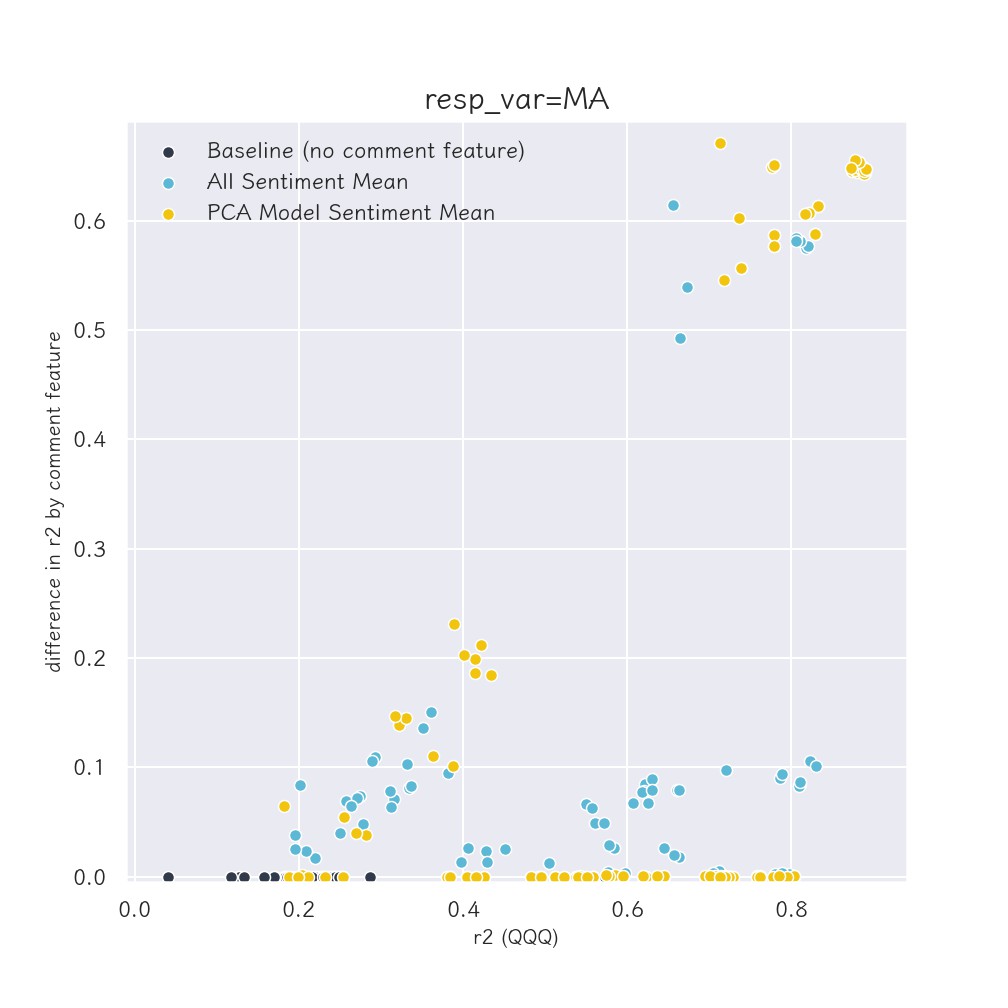 resp_var=MA
Baseline (no comment feature)
All Sentiment Mean
PCA Model Sentiment Mean
difference in r2 by comment feature
0.6
0.5
0.4
0.3
0.2
0.1
0.0
0.0 0.2 0.4 0.6 0.8
r2 (QQQ)